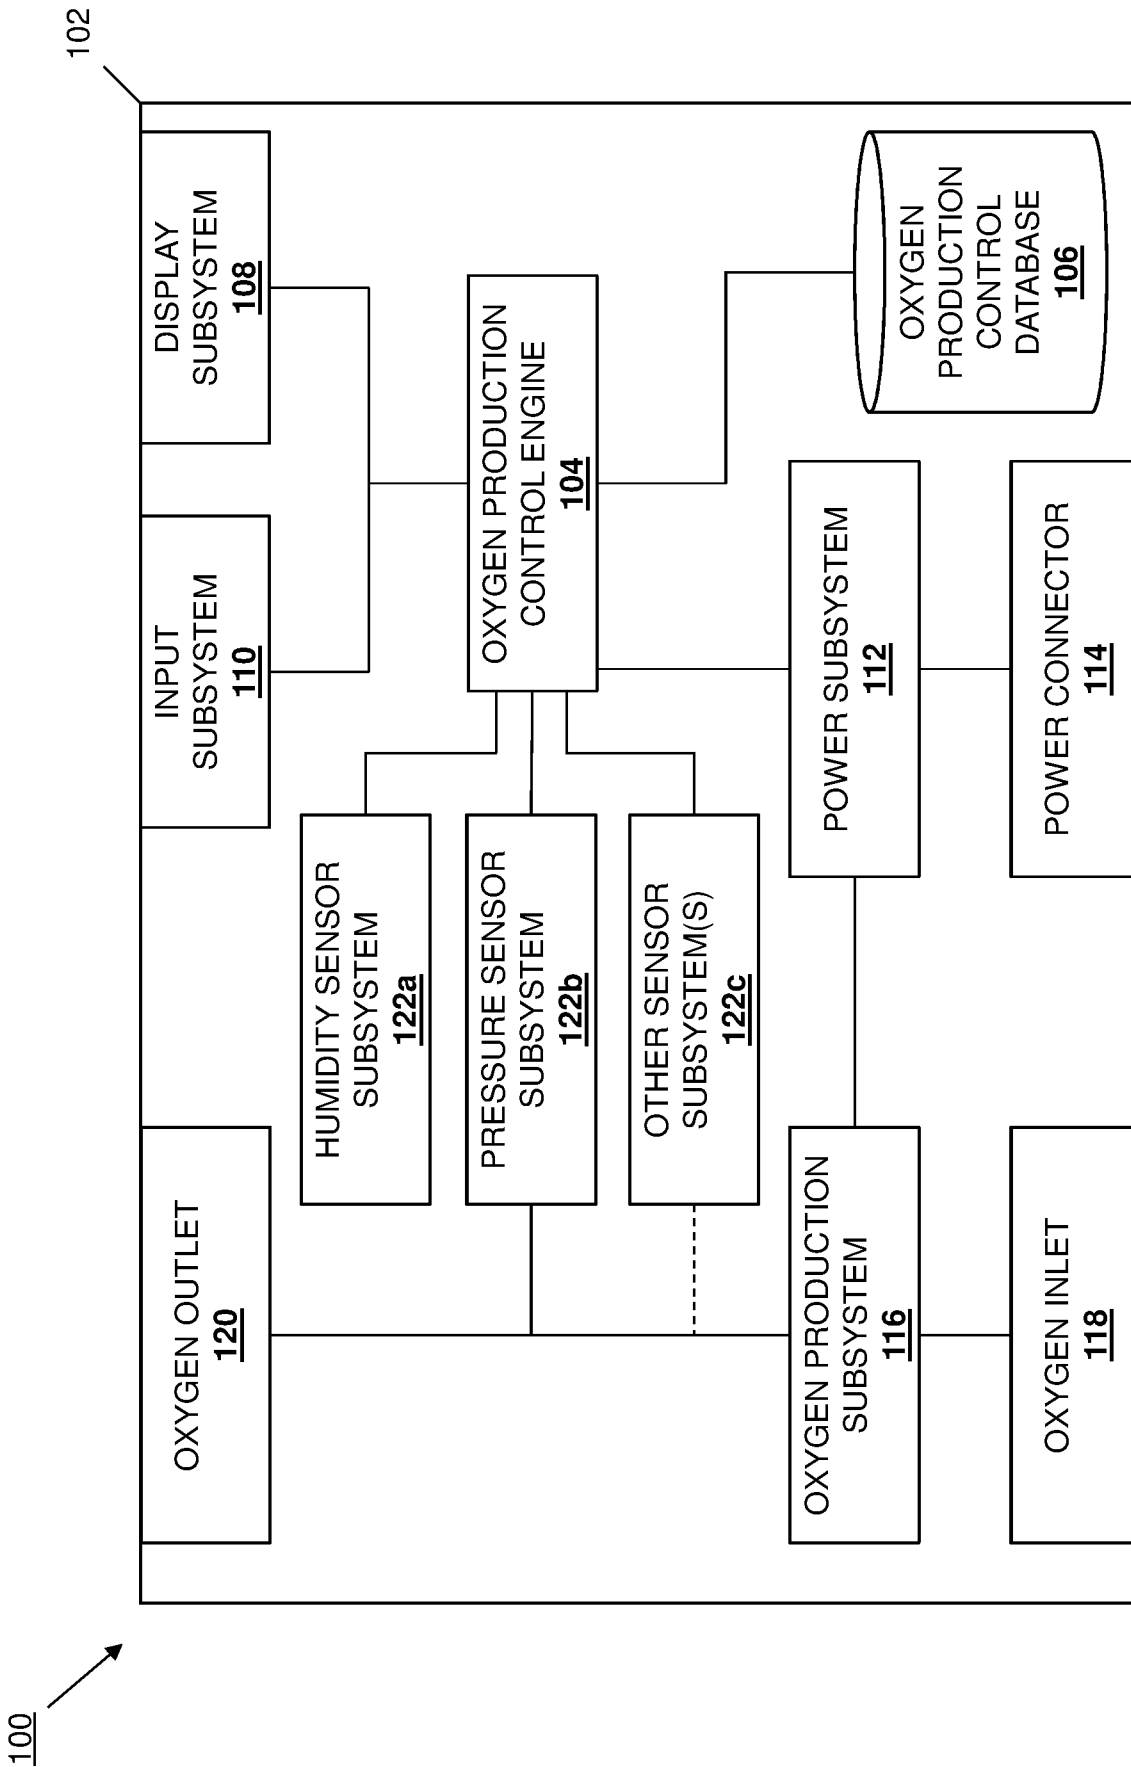 100
102
OXYGEN OUTLET
120
INPUT
SUBSYSTEM
110
DISPLAY
SUBSYSTEM
108
HUMIDITY SENSOR
SUBSYSTEM
122a
PRESSURE SENSOR
SUBSYSTEM
122b
OTHER SENSOR
SUBSYSTEM(S)
122c
OXYGEN PRODUCTION
CONTROL ENGINE
104
OXYGEN PRODUCTION
SUBSYSTEM
116
POWER SUBSYSTEM
112
OXYGEN
PRODUCTION
CONTROL
DATABASE
106
OXYGEN INLET
118
POWER CONNECTOR
114